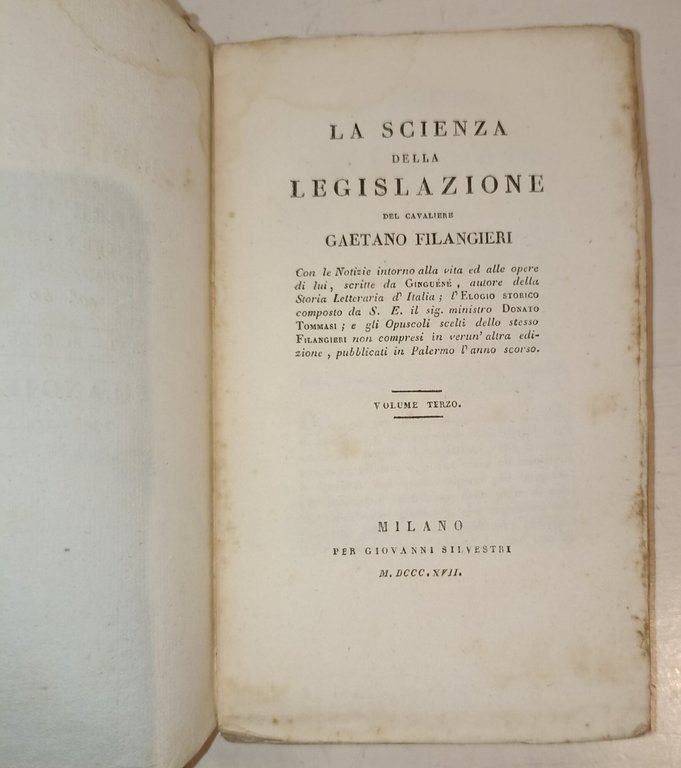 LA SCIENZA
DELLA
LEGISLAZIONE
DEL CAVALIERE
GAETANO FILANGIERI
Con le Notizie intorno alla vita ed alle opere
di lui, scritte da GINGUÉNÉ, autore della
Storia Letteraria d'Italia; l'ELOGIO STORICO
composto da S. E. il sig. ministro DONATO
TOMMASI; e gli Opuscoli scelti dello stesso
FILANGIERI non compresi in verun' altra edi-
zione, pubblicati in Palermo l'anno scorso.
VOLUME TERZO.
MILANO
PER GIOVANNI SILVESTRI
M. DCCC. XVII.